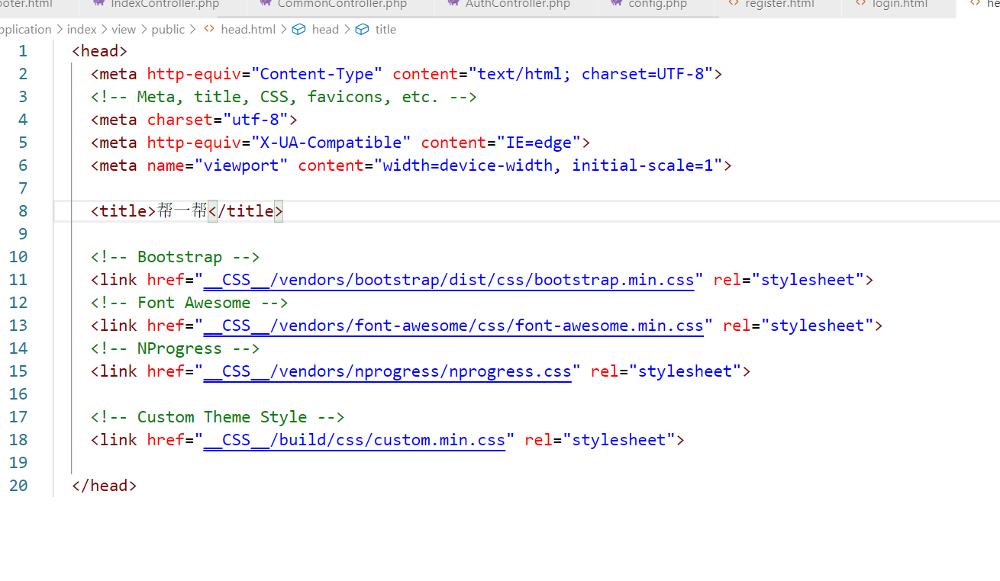 ooter.html IndexController.php CommonController.php AuthController.php config.php register.html login.html he
pplication > index > view > public > <> head.html > head > title
1 <head>
2 <meta http-equiv="Content-Type" content="text/html; charset=UTF-8">
3 <!-- Meta, title, CSS, favicons, etc. -->
4 <meta charset="utf-8">
5 <meta http-equiv="X-UA-Compatible" content="IE=edge">
6 <meta name="viewport" content="width=device-width, initial-scale=1">
7
8 <title>帮一帮</title>
9
10 <!-- Bootstrap -->
11 <link href="__CSS__/vendors/bootstrap/dist/css/bootstrap.min.css" rel="stylesheet">
12 <!-- Font Awesome -->
13 <link href="__CSS__/vendors/font-awesome/css/font-awesome.min.css" rel="stylesheet">
14 <!-- NProgress -->
15 <link href="__CSS__/vendors/nprogress/nprogress.css" rel="stylesheet">
16
17 <!-- Custom Theme Style -->
18 <link href="__CSS__/build/css/custom.min.css" rel="stylesheet">
19
20 </head>